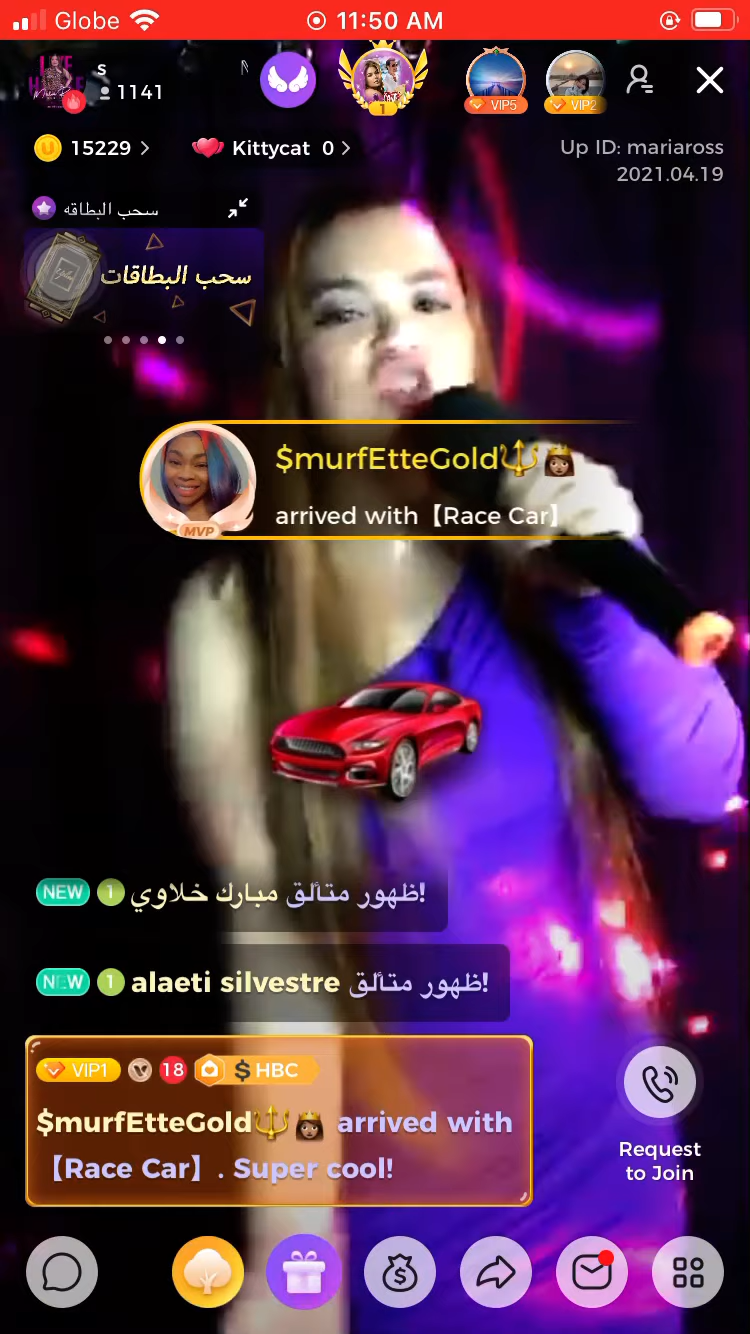 Globe 11:50 AM
s
1141
1
VIP5
VIP2
15229
Kittycat 0
Up ID: mariaross
2021.04.19
سحب البطاقه
سحب البطاقات
$murfEtteGold🔱👸🏾
arrived with【Race Car】
MVP
NEW 1 مبارك خلاوي ظهور متألق!
NEW 1 alaeti silvestre ظهور متألق!
VIP1 V 18 $ HBC
$murfEtteGold🔱👸🏾 arrived with
【Race Car】. Super cool!
Request
to Join